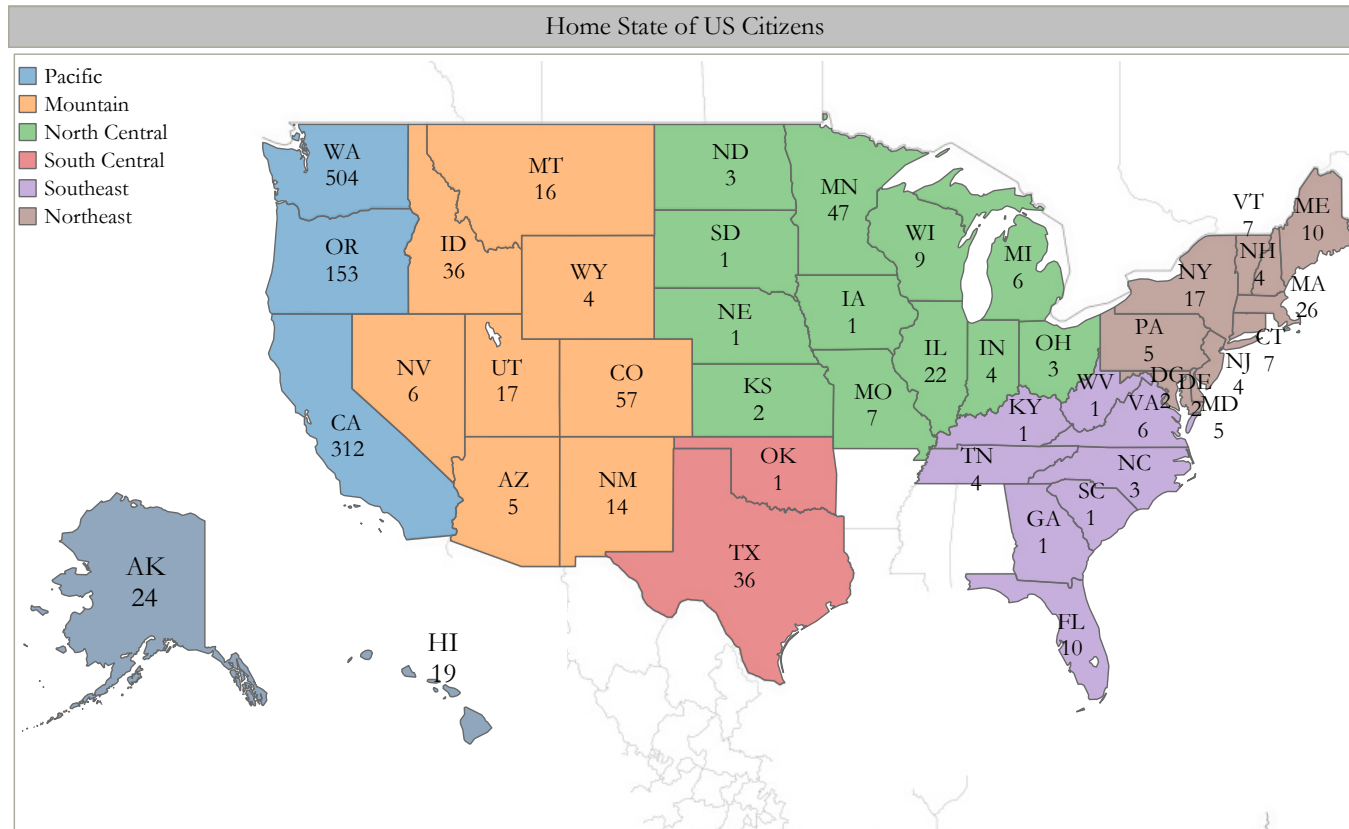 Home State of US Citizens
Pacific
Mountain
North Central
South Central
Southeast
Northeast
WA
504
OR
153
CA
312
MT
16
ID
36
WY
4
NV
6
UT
17
CO
57
AZ
5
NM
14
ND
3
SD
1
NE
1
KS
2
MN
47
IA
1
MO
7
WI
9
IL
22
MI
6
IN
4
OH
3
OK
1
TX
36
KY
1
TN
4
WV
1
VA
6
NC
3
SC
1
GA
1
FL
10
VT
7
ME
10
NH
4
NY
17
MA
26
PA
5
CT
7
NJ
4
DC
2
DE
2
MD
5
AK
24
HI
19